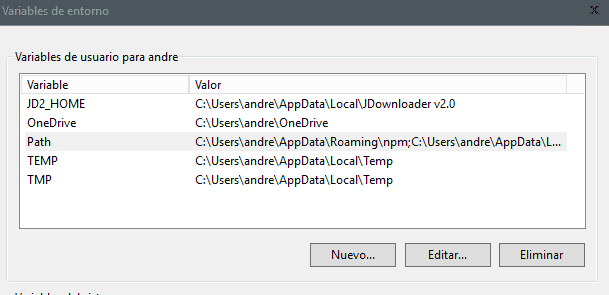 Variables de entorno
Variables de usuario para andre
Variable Valor
JD2_HOME C:\Users\andre\AppData\Local\JDownloader v2.0
OneDrive C:\Users\andre\OneDrive
Path C:\Users\andre\AppData\Roaming\npm;C:\Users\andre\AppData\L...
TEMP C:\Users\andre\AppData\Local\Temp
TMP C:\Users\andre\AppData\Local\Temp
Nuevo... Editar... Eliminar